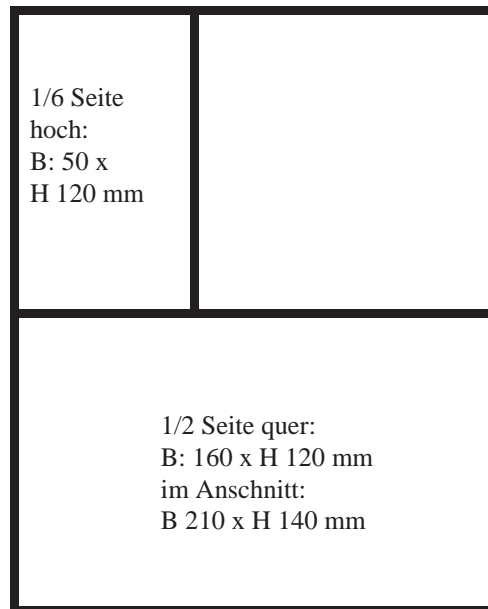 1/6 Seite
hoch:
B: 50 x
H 120 mm
1/2 Seite quer:
B: 160 x H 120 mm
im Anschnitt:
B 210 x H 140 mm